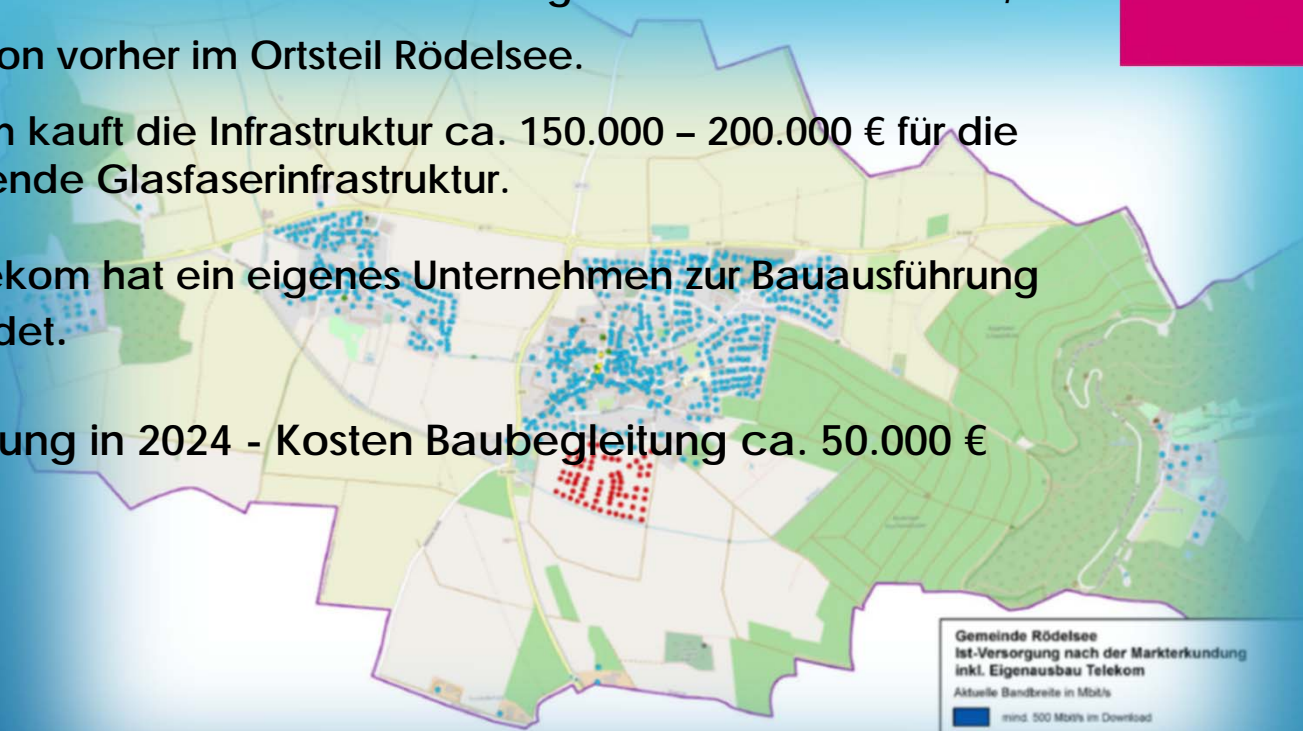 on vorher im Ortsteil Rödelsee.
kauft die Infrastruktur ca. 150.000 – 200.000 € für die
ende Glasfaserinfrastruktur.
ekom hat ein eigenes Unternehmen zur Bauausführung
det.
ung in 2024 - Kosten Baubegleitung ca. 50.000 €
Gemeinde Rödelsee
Ist-Versorgung nach der Markterkundung
inkl. Eigenausbau Telekom
Aktuelle Bandbreite in Mbit/s
mind. 500 Mbit/s im Download